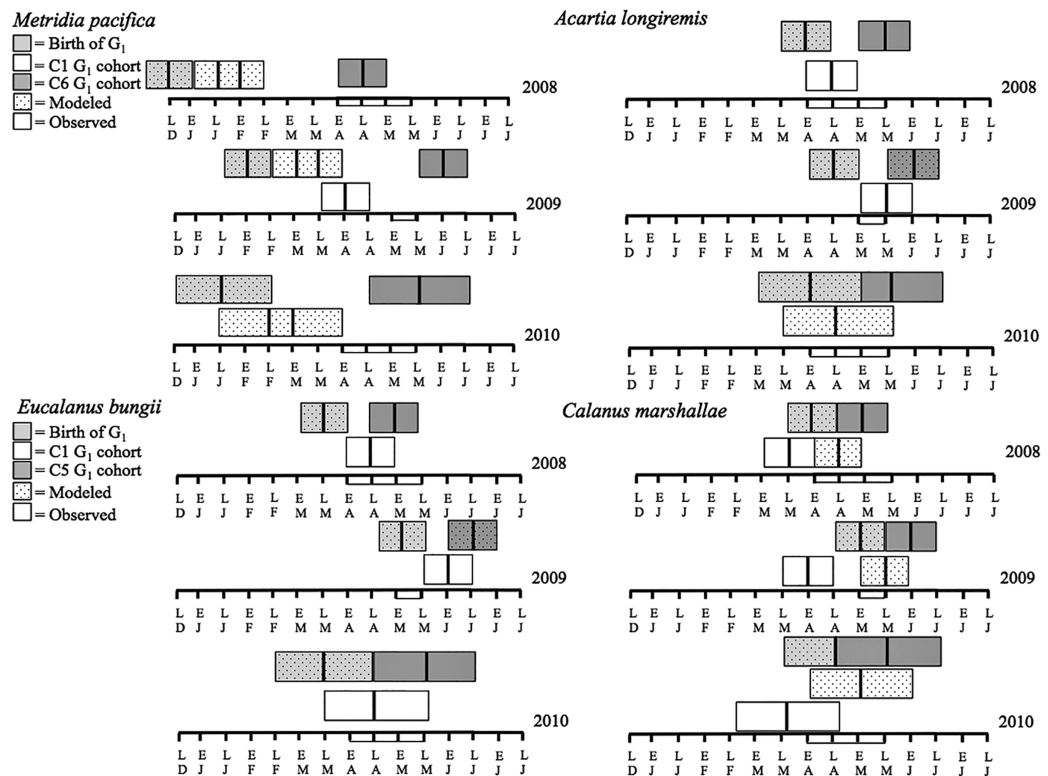 Metridia pacifica
= Birth of G1
= C1 G1 cohort
= C6 G1 cohort
= Modeled
= Observed
2008
L E L E L E L E L E L E L E L
D J J F F M M A A M M J J J J
2009
L E L E L E L E L E L E L E L
D J J F F M M A A M M J J J J
2010
L E L E L E L E L E L E L E L
D J J F F M M A A M M J J J J
Acartia longiremis
2008
L E L E L E L E L E L E L E L
D J J F F M M A A M M J J J J
2009
L E L E L E L E L E L E L E L
D J J F F M M A A M M J J J J
2010
L E L E L E L E L E L E L E L
D J J F F M M A A M M J J J J
Eucalanus bungii
= Birth of G1
= C1 G1 cohort
= C5 G1 cohort
= Modeled
= Observed
2008
L E L E L E L E L E L E L E L
D J J F F M M A A M M J J J J
2009
L E L E L E L E L E L E L E L
D J J F F M M A A M M J J J J
2010
L E L E L E L E L E L E L E L
D J J F F M M A A M M J J J J
Calanus marshallae
2008
L E L E L E L E L E L E L E L
D J J F F M M A A M M J J J J
2009
L E L E L E L E L E L E L E L
D J J F F M M A A M M J J J J
2010
L E L E L E L E L E L E L E L
D J J F F M M A A M M J J J J